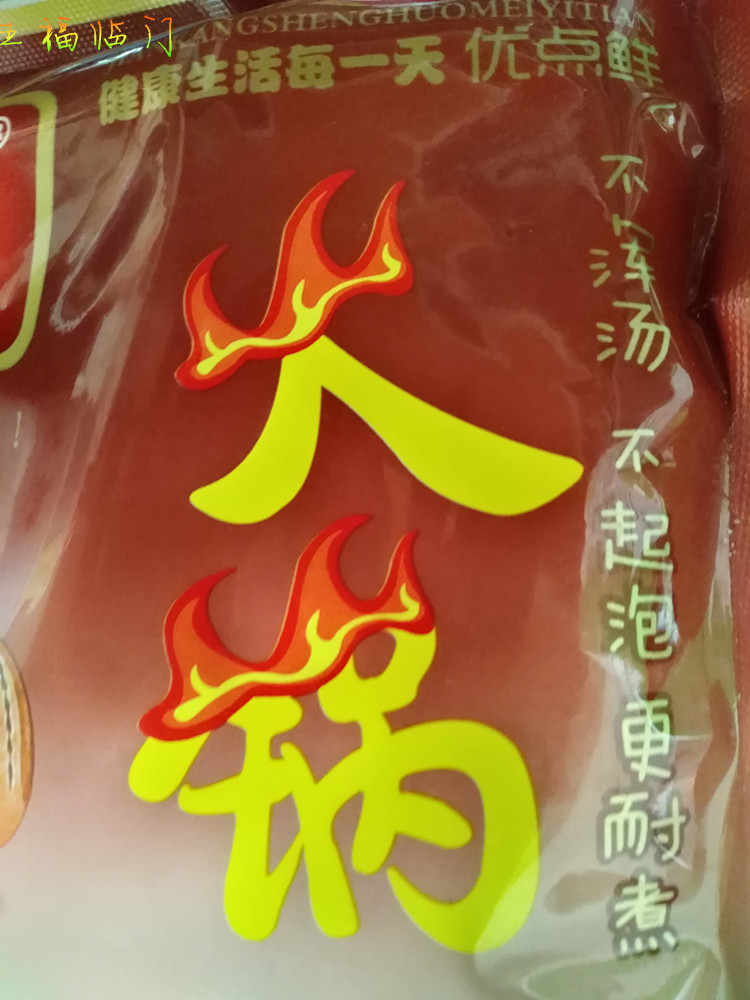 福临门
ANGSHENGHUOMEIYITIAN
健康生活每一天 优点鲜
火锅
不浑汤 不起泡 更耐煮